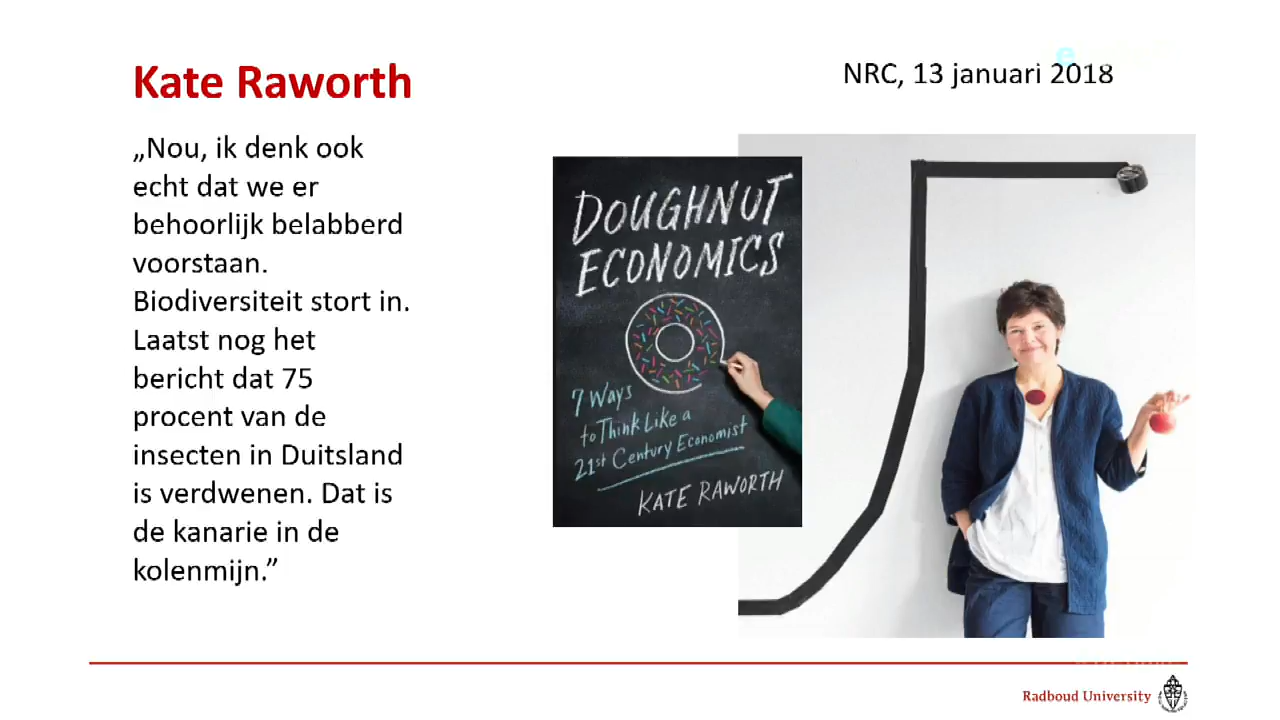 Kate Raworth
NRC, 13 januari 2018
„Nou, ik denk ook
echt dat we er
behoorlijk belabberd
voorstaan.
Biodiversiteit stort in.
Laatst nog het
bericht dat 75
procent van de
insecten in Duitsland
is verdwenen. Dat is
de kanarie in de
kolenmijn.”
DOUGHNUT
ECONOMICS
7 Ways
to Think Like a
21st Century Economist
KATE RAWORTH
Radboud University